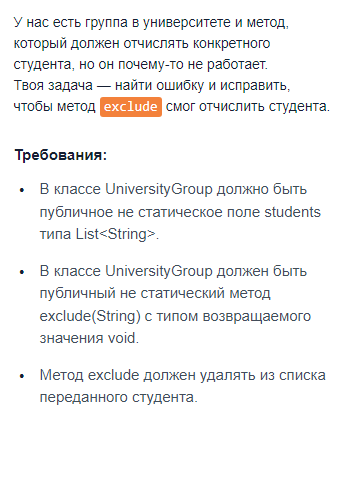 У нас есть группа в университете и метод,
который должен отчислять конкретного
студента, но он почему-то не работает.
Твоя задача — найти ошибку и исправить,
чтобы метод exclude смог отчислить студента.
Требования:
• В классе UniversityGroup должно быть
публичное не статическое поле students
типа List<String>.
• В классе UniversityGroup должен быть
публичный не статический метод
exclude(String) с типом возвращаемого
значения void.
• Метод exclude должен удалять из списка
переданного студента.